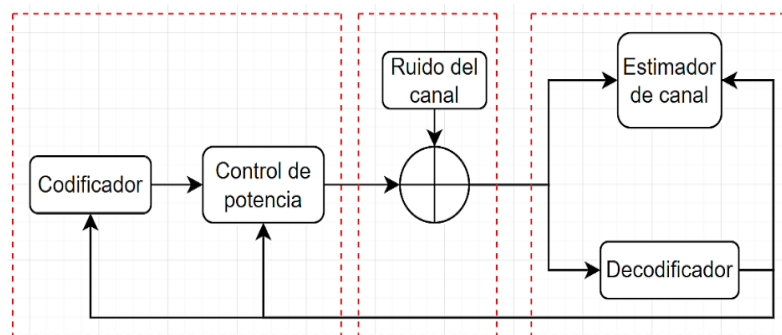 Ruido del
canal
Estimador
de canal
Codificador
Control de
potencia
Decodificador